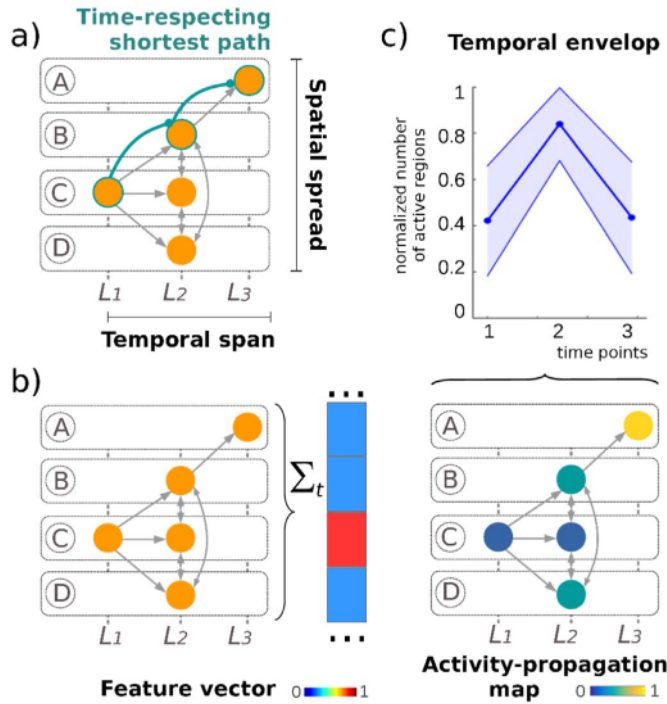 a)
Time-respecting
shortest path
A
B
C
D
L1 L2 L3
Spatial spread
Temporal span
c)
Temporal envelop
normalized number
of active regions
1
0.8
0.6
0.4
0.2
0
1 2 3
time points
b)
A
B
C
D
L1 L2 L3
∑t
...
...
Feature vector 0 1
A
B
C
D
L1 L2 L3
Activity-propagation
map 0 1